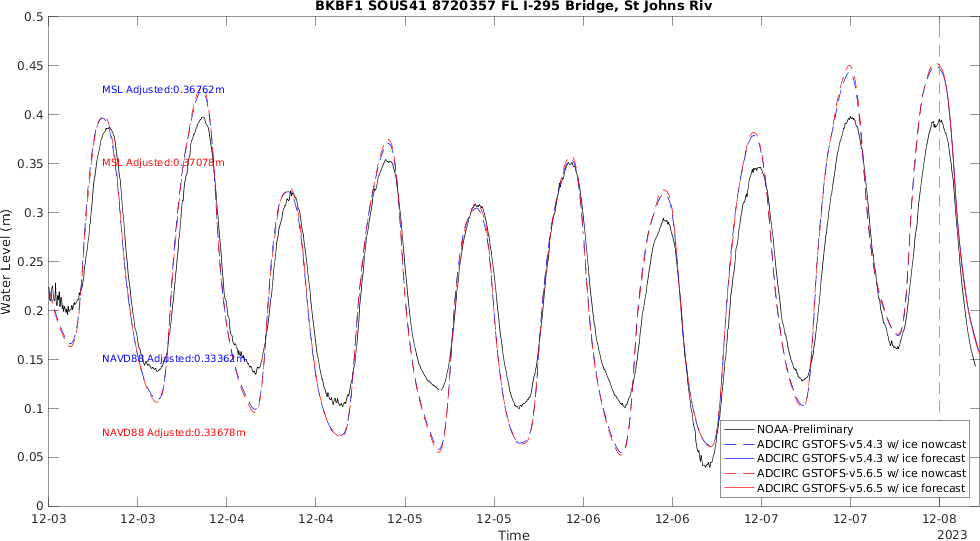 BKBF1 SOUS41 8720357 FL I-295 Bridge, St Johns Riv
0.5
0.45
0.4
0.35
0.3
0.25
0.2
0.15
0.1
0.05
0
Water Level (m)
MSL Adjusted:0.36762m
MSL Adjusted:0.37078m
NAVD88 Adjusted:0.33362m
NAVD88 Adjusted:0.33678m
NOAA-Preliminary
ADCIRC GSTOFS-v5.4.3 w/ ice nowcast
ADCIRC GSTOFS-v5.4.3 w/ ice forecast
ADCIRC GSTOFS-v5.6.5 w/ ice nowcast
ADCIRC GSTOFS-v5.6.5 w/ ice forecast
12-03 12-03 12-04 12-04 12-05 12-05 12-06 12-06 12-07 12-07 12-08
Time
2023